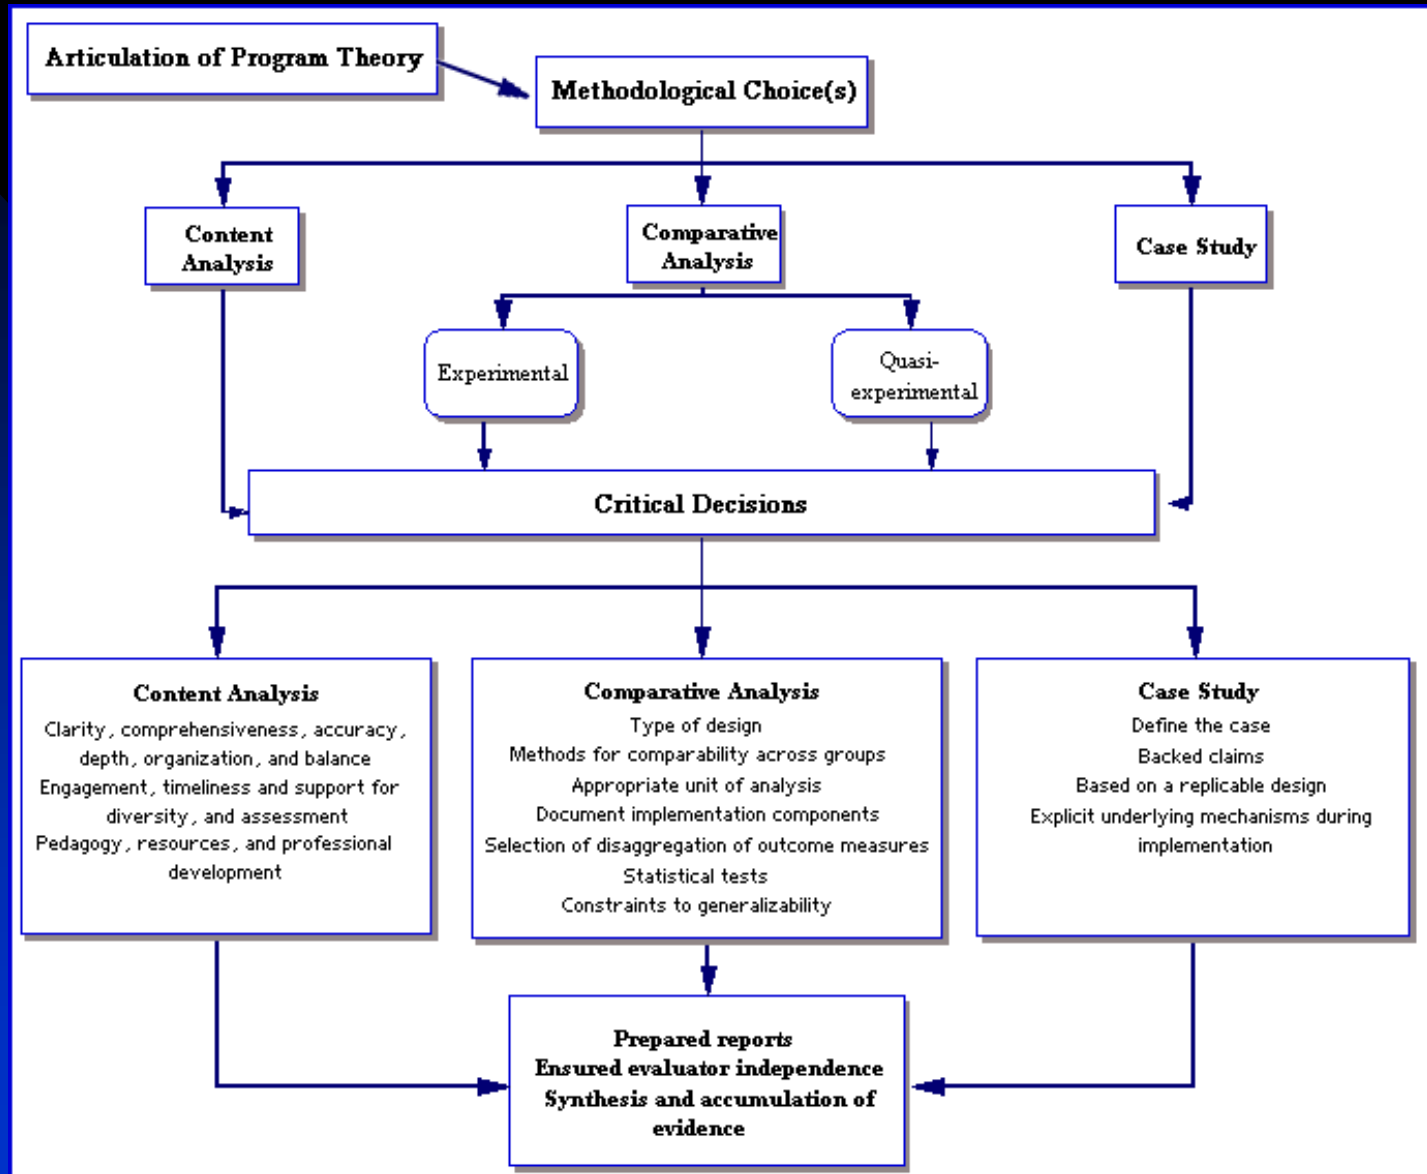 Articulation of Program Theory
Methodological Choice(s)
Content
Analysis
Comparative
Analysis
Case Study
Experimental
Quasi-
experimental
Critical Decisions
Content Analysis
Clarity, comprehensiveness, accuracy,
depth, organization, and balance
Engagement, timeliness and support for
diversity, and assessment
Pedagogy, resources, and professional
development
Comparative Analysis
Type of design
Methods for comparability across groups
Appropriate unit of analysis
Document implementation components
Selection of disaggregation of outcome measures
Statistical tests
Constraints to generalizability
Case Study
Define the case
Backed claims
Based on a replicable design
Explicit underlying mechanisms during
implementation
Prepared reports
Ensured evaluator independence
Synthesis and accumulation of
evidence